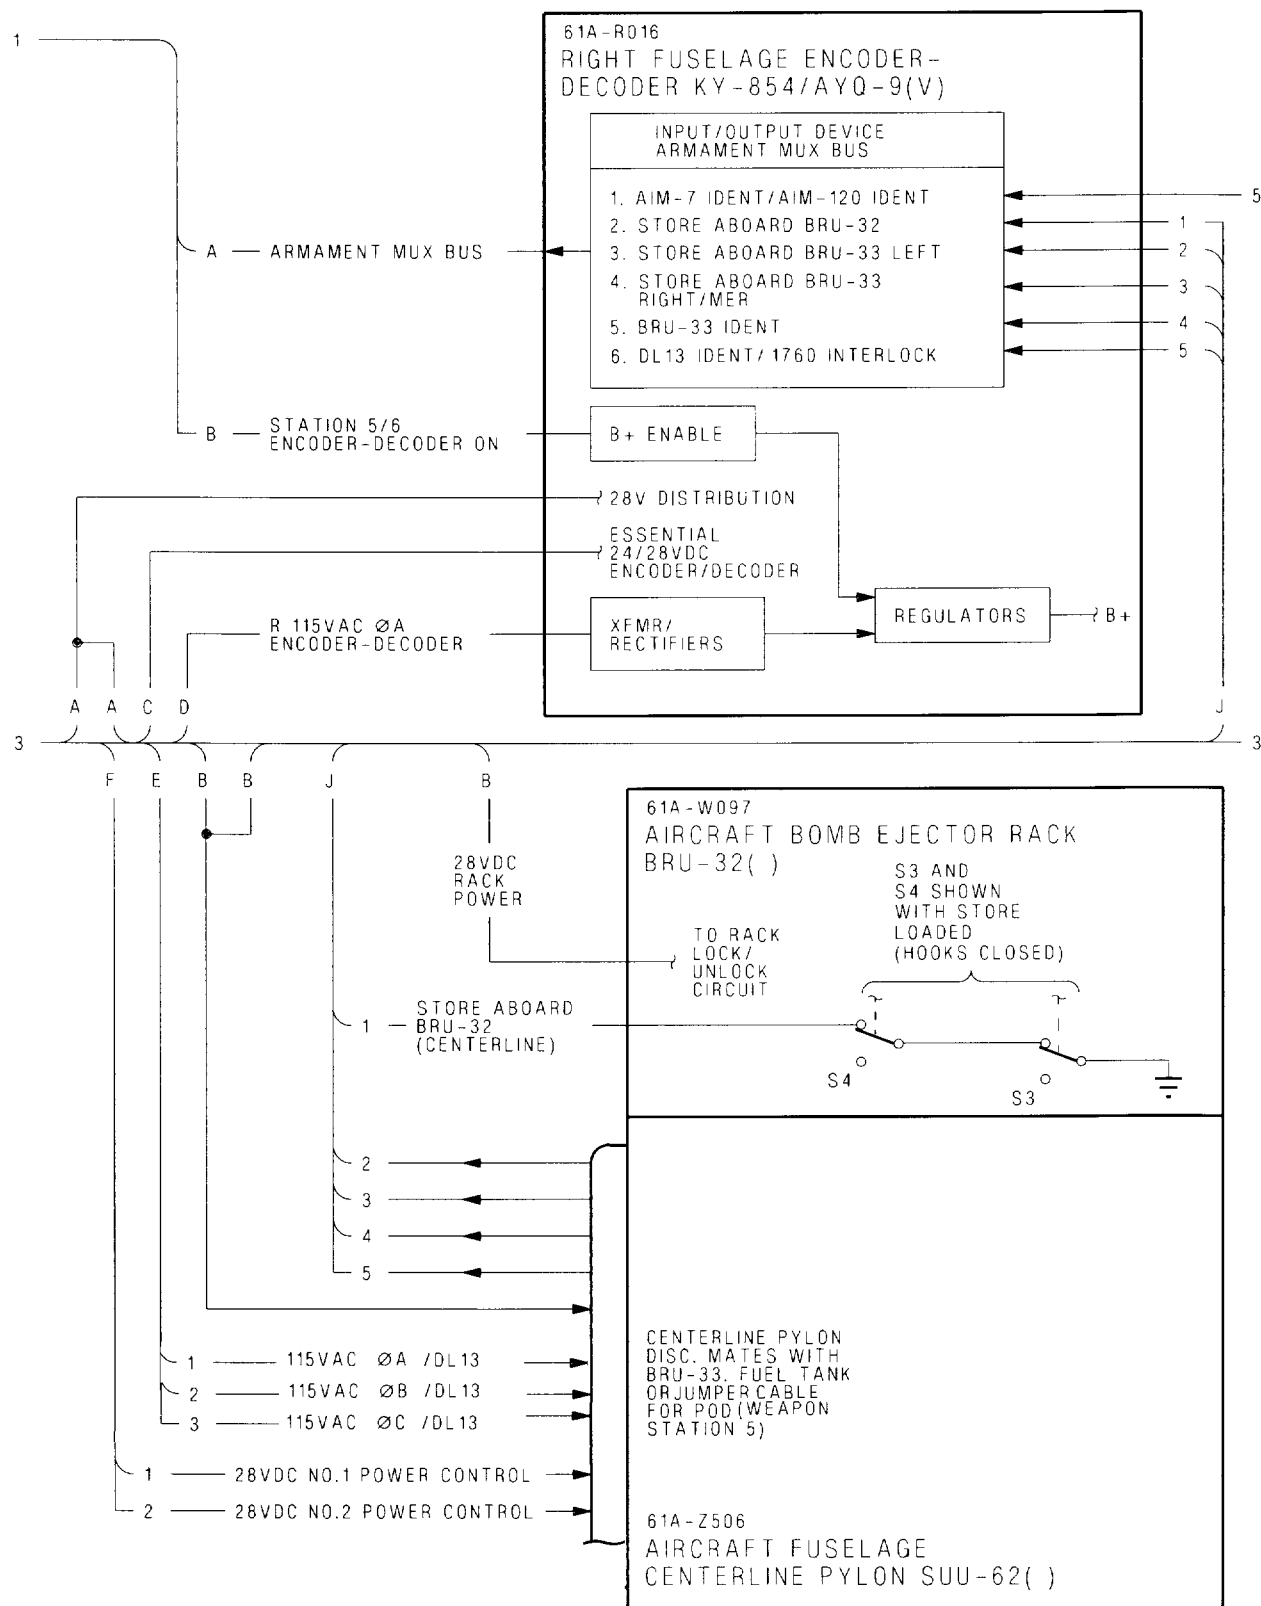 1
61A-R016
RIGHT FUSELAGE ENCODER-
DECODER KY-854/AYQ-9(V)
INPUT/OUTPUT DEVICE
ARMAMENT MUX BUS
1. AIM-7 IDENT/AIM-120 IDENT
2. STORE ABOARD BRU-32
3. STORE ABOARD BRU-33 LEFT
4. STORE ABOARD BRU-33
RIGHT/MER
5. BRU-33 IDENT
6. DL13 IDENT/1760 INTERLOCK
5
1
2
3
4
5
A
ARMAMENT MUX BUS
B
STATION 5/6
ENCODER-DECODER ON
B+ ENABLE
28V DISTRIBUTION
ESSENTIAL
24/28VDC
ENCODER/DECODER
R 115VAC ØA
ENCODER-DECODER
XFMR/
RECTIFIERS
REGULATORS
B+
A A C D
J
3
3
F E B B J B
28VDC
RACK
POWER
61A-W097
AIRCRAFT BOMB EJECTOR RACK
BRU-32( )
S3 AND
S4 SHOWN
WITH STORE
LOADED
(HOOKS CLOSED)
TO RACK
LOCK/
UNLOCK
CIRCUIT
1
STORE ABOARD
BRU-32
(CENTERLINE)
S4
S3
2
3
4
5
1 115VAC ØA /DL13
2 115VAC ØB /DL13
3 115VAC ØC /DL13
1 28VDC NO.1 POWER CONTROL
2 28VDC NO.2 POWER CONTROL
CENTERLINE PYLON
DISC. MATES WITH
BRU-33. FUEL TANK
OR JUMPER CABLE
FOR POD (WEAPON
STATION 5)
61A-Z506
AIRCRAFT FUSELAGE
CENTERLINE PYLON SUU-62( )